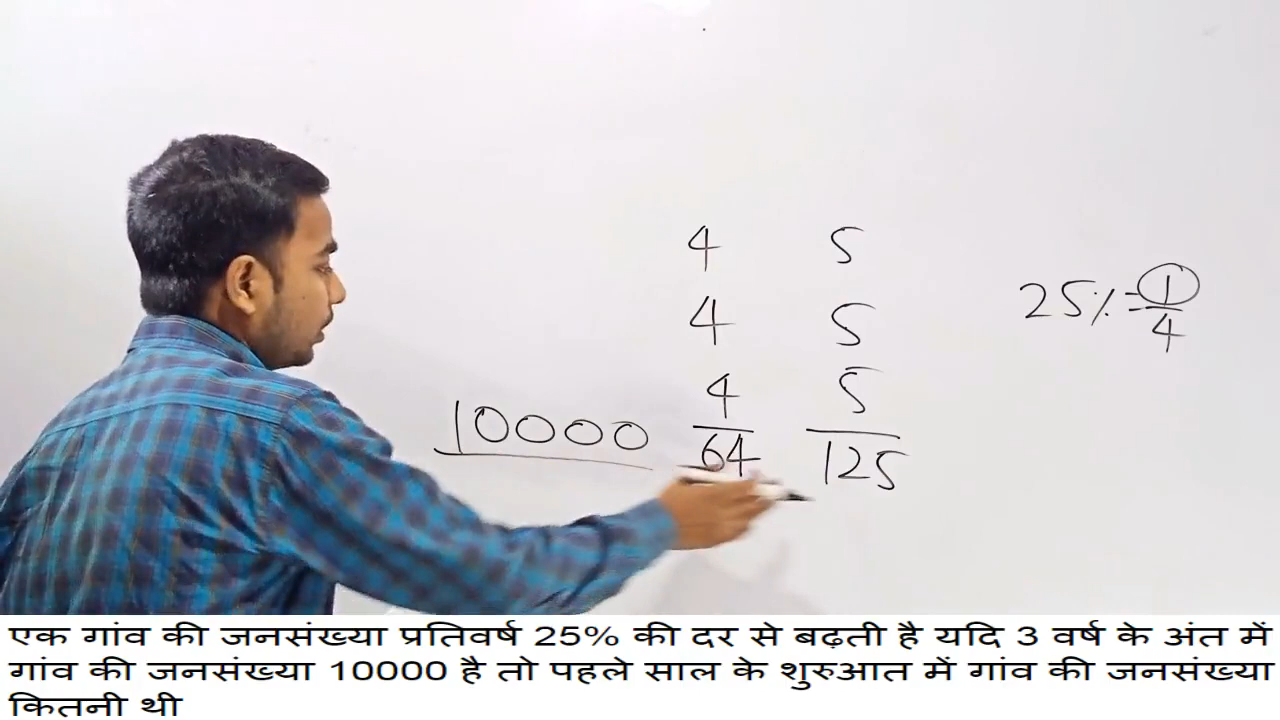 4 5
4 5
25% = 1/4
4 5
10000 64 125
एक गांव की जनसंख्या प्रतिवर्ष 25% की दर से बढ़ती है यदि 3 वर्ष के अंत में
गांव की जनसंख्या 10000 है तो पहले साल के शुरुआत में गांव की जनसंख्या
कितनी थी